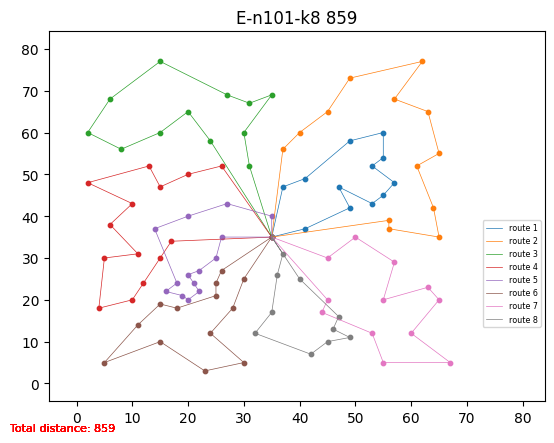 E-n101-k8 859
80
70
60
50
40
30
20
10
0
route 1
route 2
route 3
route 4
route 5
route 6
route 7
route 8
0 10 20 30 40 50 60 70 80
Total distance: 859